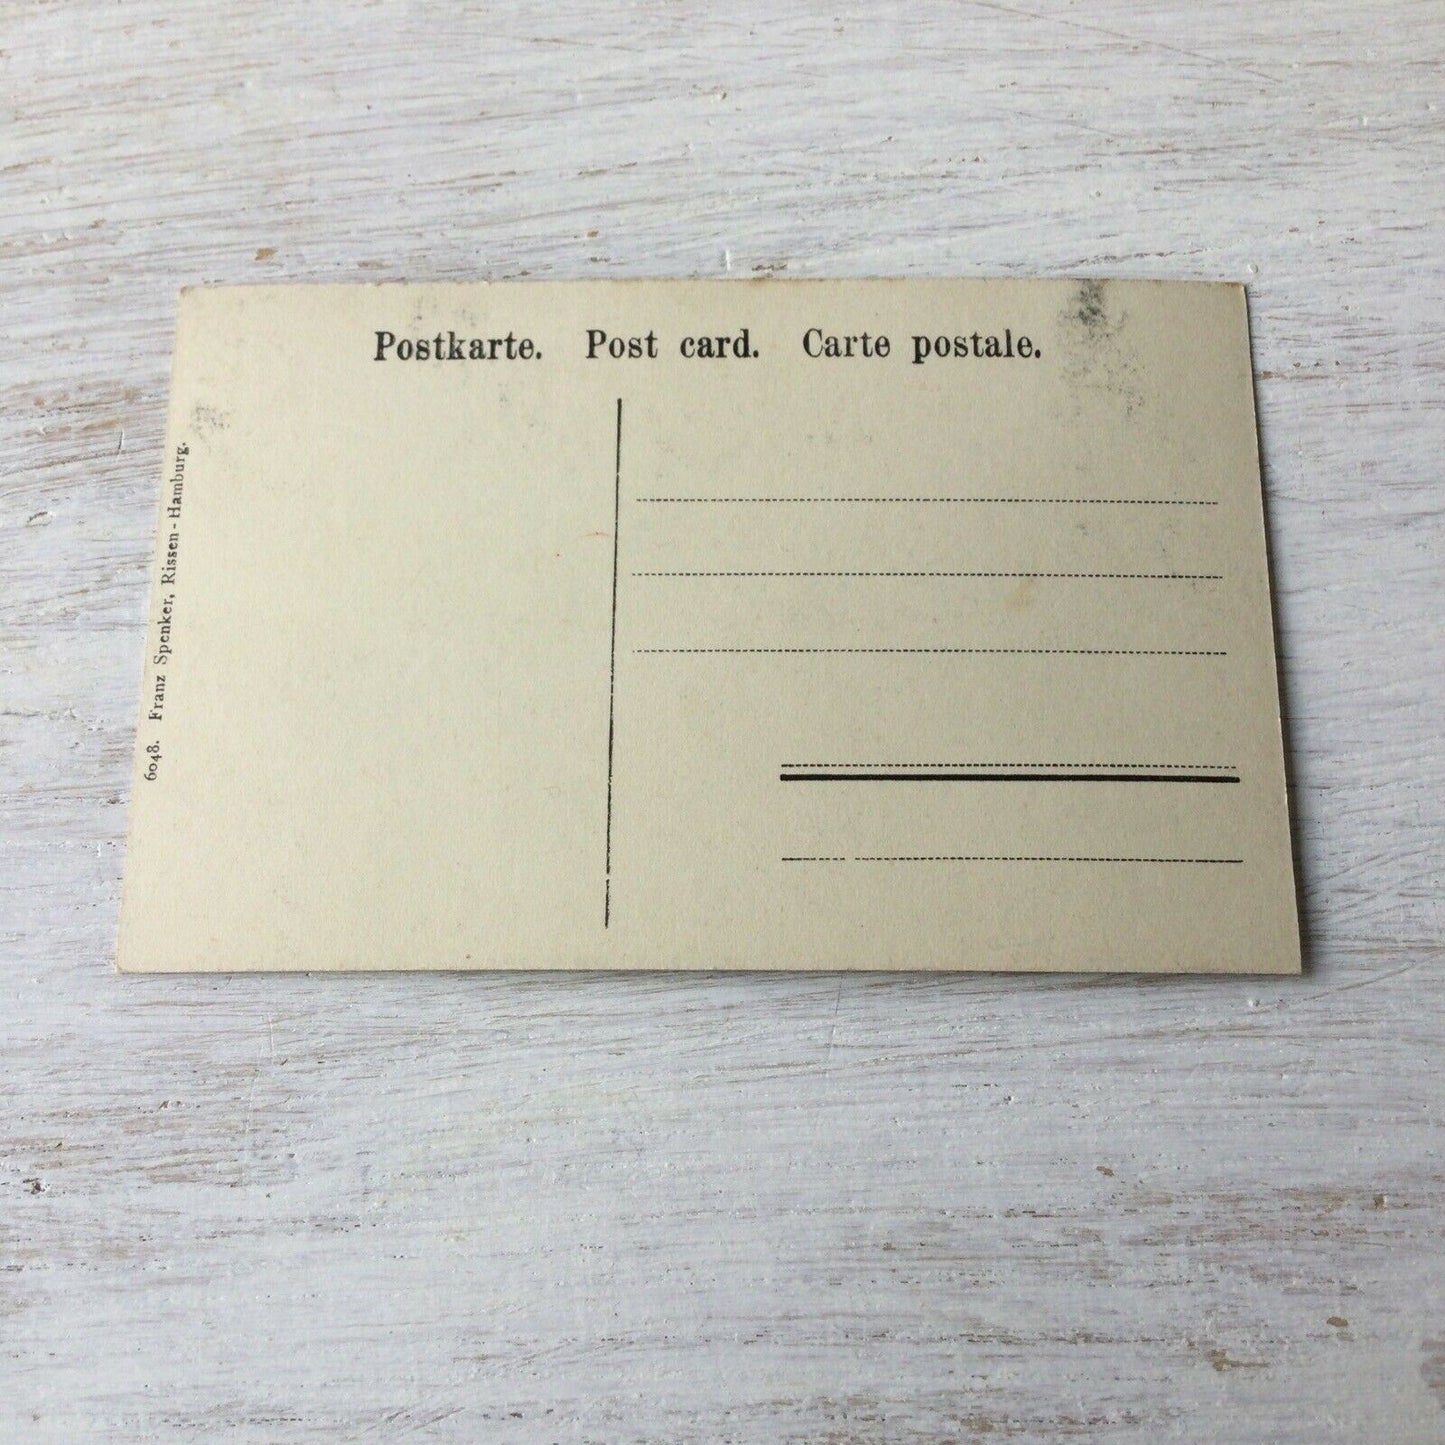 Postkarte. Post card. Carte postale.
6048. Franz Spenker, Rissen-Hamburg.